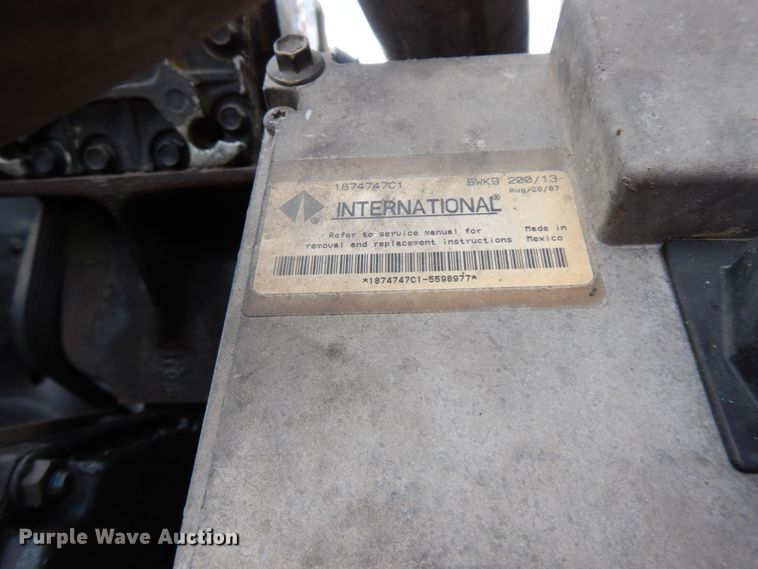 1874747C1 5WK9 200/13
Aug/20/07
INTERNATIONAL®
Refer to service manual for
removal and replacement instructions
Made in
Mexico
*1874747C1-5598977*
Purple Wave Auction®